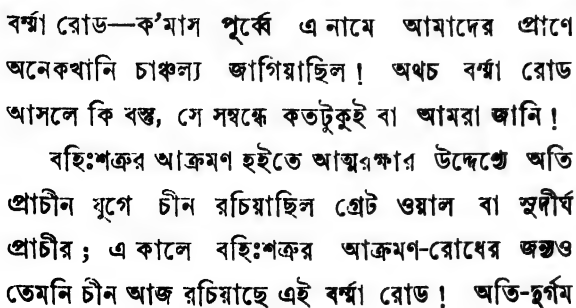 বর্ম্মা রোড—ক'মাস পূর্ব্বে এ নামে আমাদের প্রাণে
অনেকখানি চাঞ্চল্য জাগিয়াছিল! অথচ বর্ম্মা রোড
আসলে কি বস্তু, সে সম্বন্ধে কতটুকুই বা আমরা জানি!
বহিঃশত্রুর আক্রমণ হইতে আত্মরক্ষার উদ্দেশ্যে অতি
প্রাচীন যুগে চীন রচিয়াছিল গ্রেট ওয়াল বা সুদীর্ঘ
প্রাচীর; এ কালে বহিঃশত্রুর আক্রমণ-রোধের জন্যও
তেমনি চীন আজ রচিয়াছে এই বর্ম্মা রোড! অতি-দুর্গম